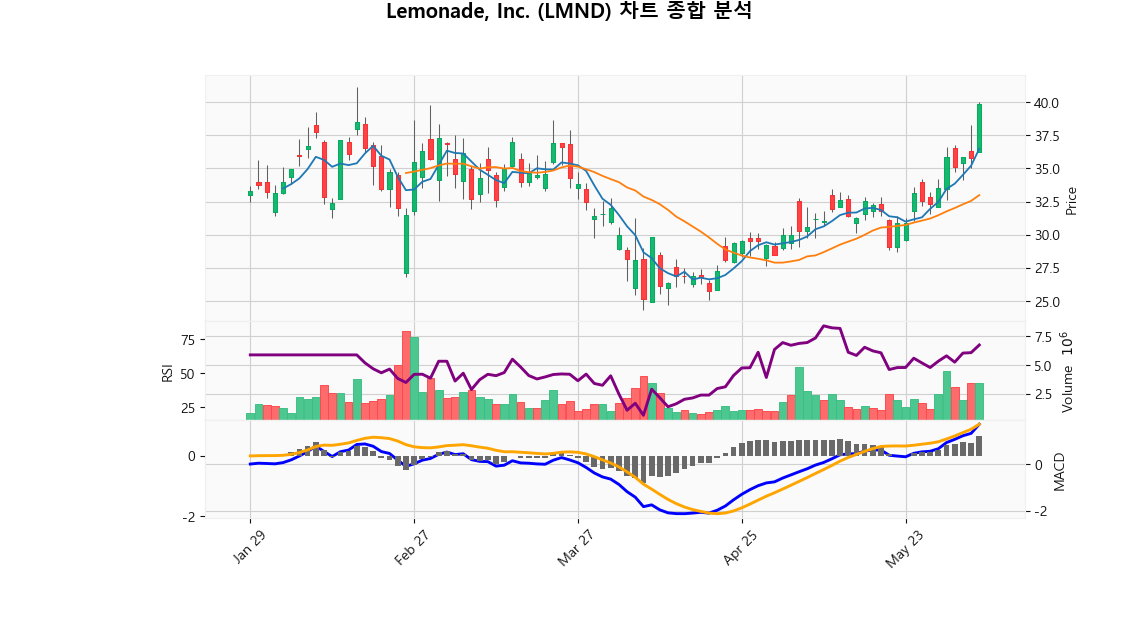 Lemonade, Inc. (LMND) 차트 종합 분석
40.0
37.5
35.0
32.5
30.0
27.5
25.0
Price
75
50
25
RSI
7.5
5.0
2.5
Volume 10^6
0
-2
0
-2
MACD
Jan 29
Feb 27
Mar 27
Apr 25
May 23